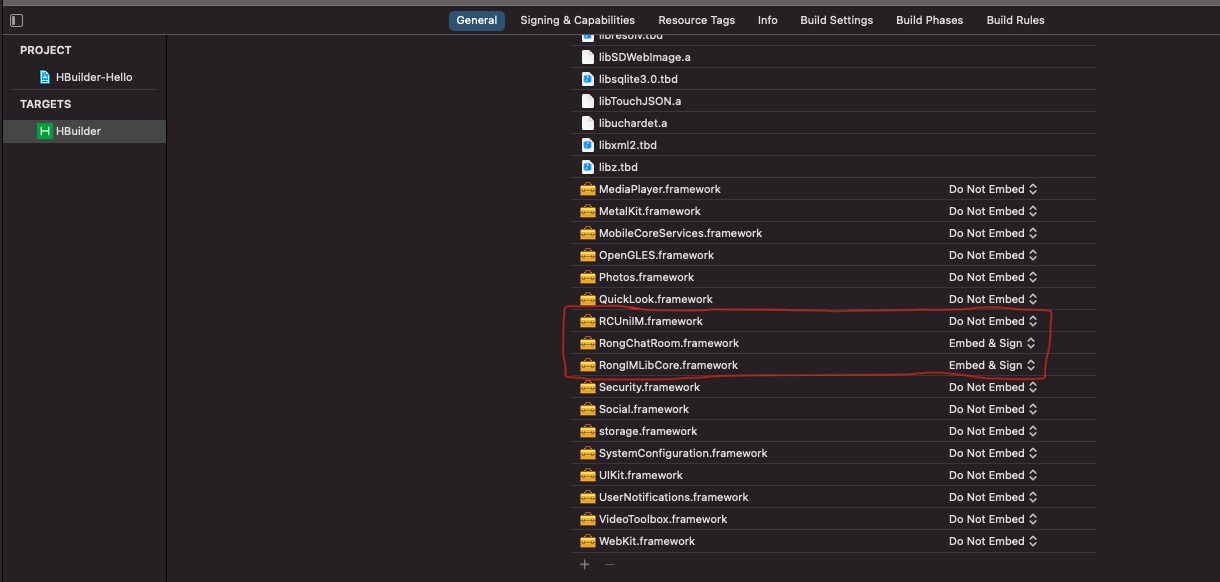 General Signing & Capabilities Resource Tags Info Build Settings Build Phases Build Rules
PROJECT
HBuilder-Hello
TARGETS
HBuilder
libresolv.tbd
libSDWebImage.a
libsqlite3.0.tbd
libTouchJSON.a
libuchardet.a
libxml2.tbd
libz.tbd
MediaPlayer.framework Do Not Embed
MetalKit.framework Do Not Embed
MobileCoreServices.framework Do Not Embed
OpenGLES.framework Do Not Embed
Photos.framework Do Not Embed
QuickLook.framework Do Not Embed
RCUniIM.framework Do Not Embed
RongChatRoom.framework Embed & Sign
RongIMLibCore.framework Embed & Sign
Security.framework Do Not Embed
Social.framework Do Not Embed
storage.framework Do Not Embed
SystemConfiguration.framework Do Not Embed
UIKit.framework Do Not Embed
UserNotifications.framework Do Not Embed
VideoToolbox.framework Do Not Embed
WebKit.framework Do Not Embed